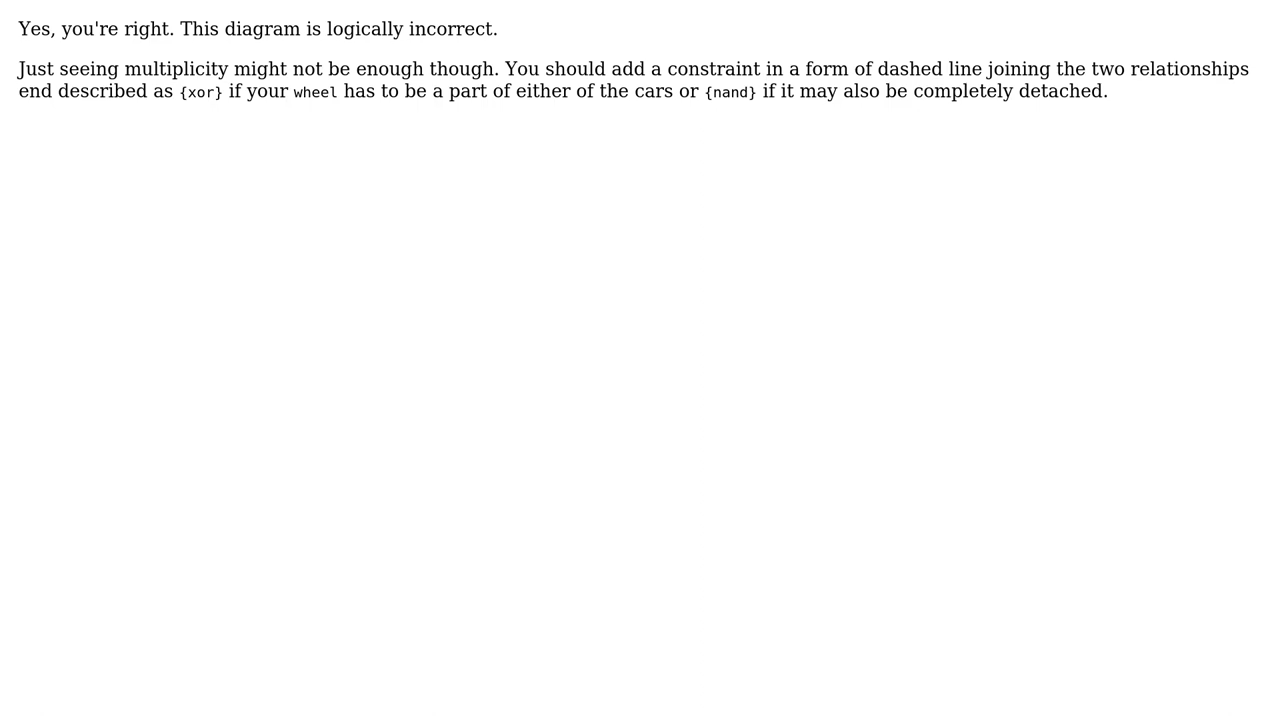 Yes, you're right. This diagram is logically incorrect.
Just seeing multiplicity might not be enough though. You should add a constraint in a form of dashed line joining the two relationships
end described as {xor} if your wheel has to be a part of either of the cars or {nand} if it may also be completely detached.